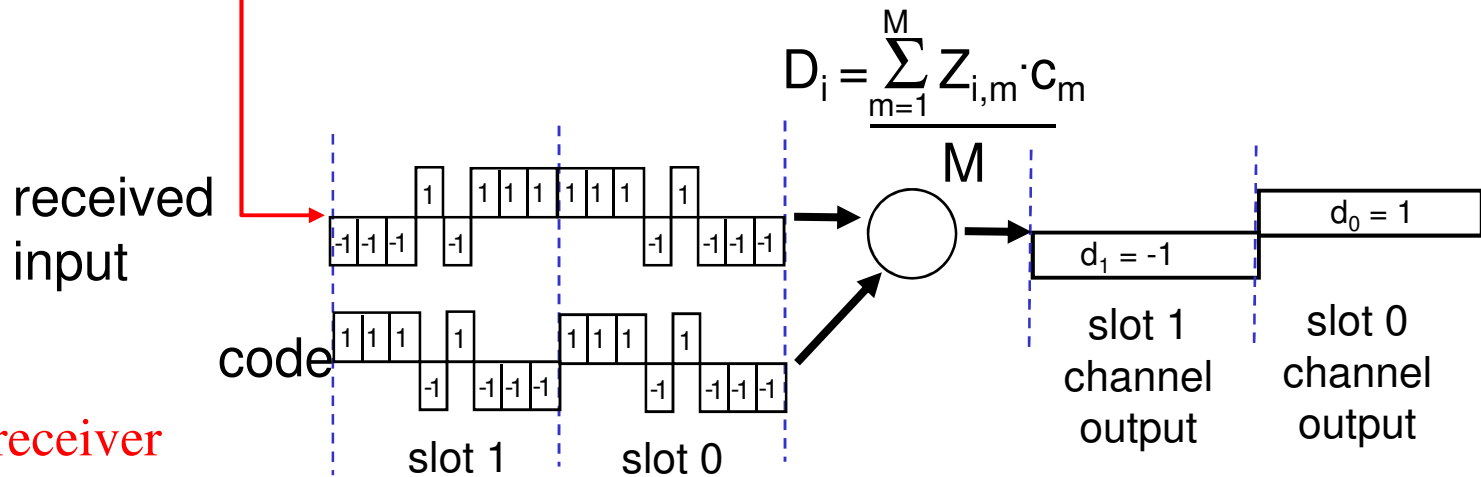 D_i = Σ_{m=1}^{M} Z_{i,m}·c_m
M
received
input
-1 -1 -1 1 -1 1 1 1 1 1 1 -1 1 -1 -1 -1
code
1 1 1 -1 1 -1 -1 -1 1 1 1 -1 1 -1 -1 -1
receiver
slot 1
slot 0
d_1 = -1
d_0 = 1
slot 1
channel
output
slot 0
channel
output